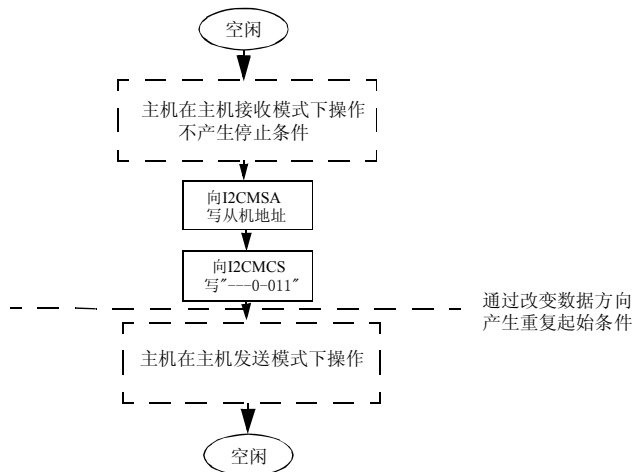 空闲
主机在主机接收模式下操作
不产生停止条件
向I2CMSA
写从机地址
向I2CMCS
写"---0-011"
通过改变数据方向
产生重复起始条件
主机在主机发送模式下操作
空闲